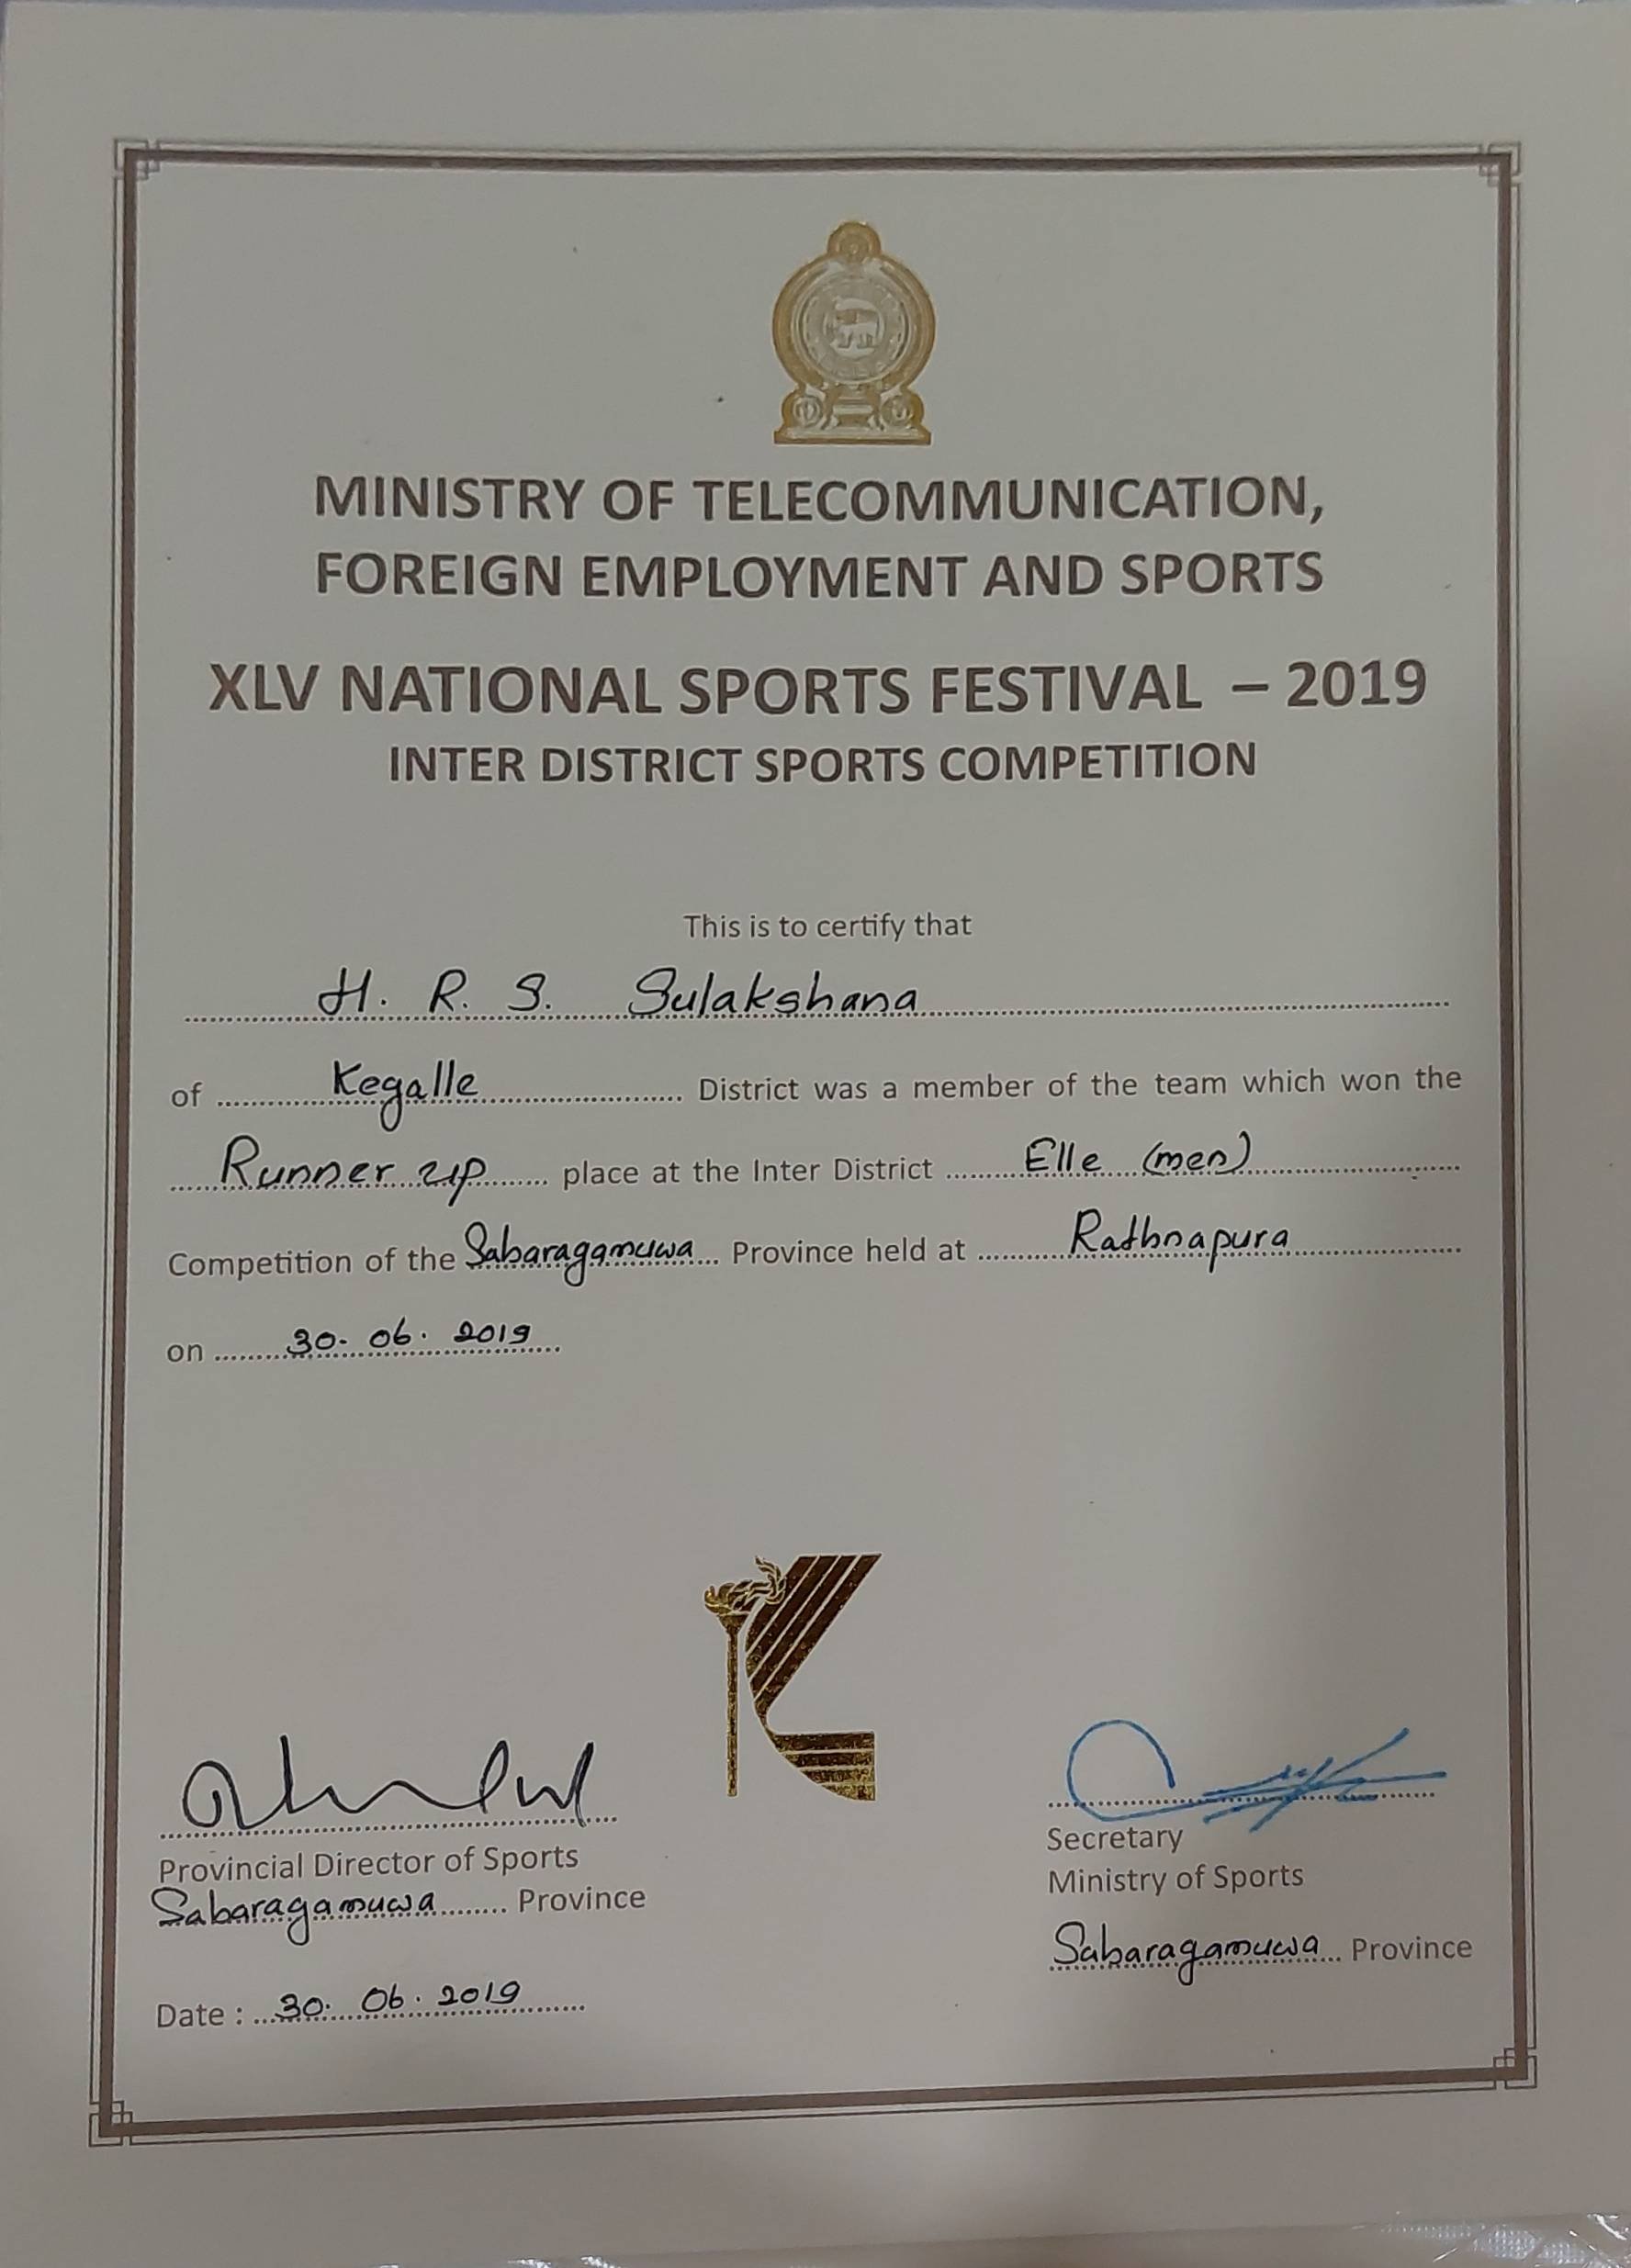 MINISTRY OF TELECOMMUNICATION,
FOREIGN EMPLOYMENT AND SPORTS
XLV NATIONAL SPORTS FESTIVAL – 2019
INTER DISTRICT SPORTS COMPETITION
This is to certify that
H. R. S. Sulakshana
of Kegalle District was a member of the team which won the
Runner up place at the Inter District Elle (men)
Competition of the Sabaragamuwa Province held at Rathnapura
on 30. 06. 2019
Provincial Director of Sports
Sabaragamuwa Province
Date : 30. 06. 2019
Secretary
Ministry of Sports
Sabaragamuwa Province